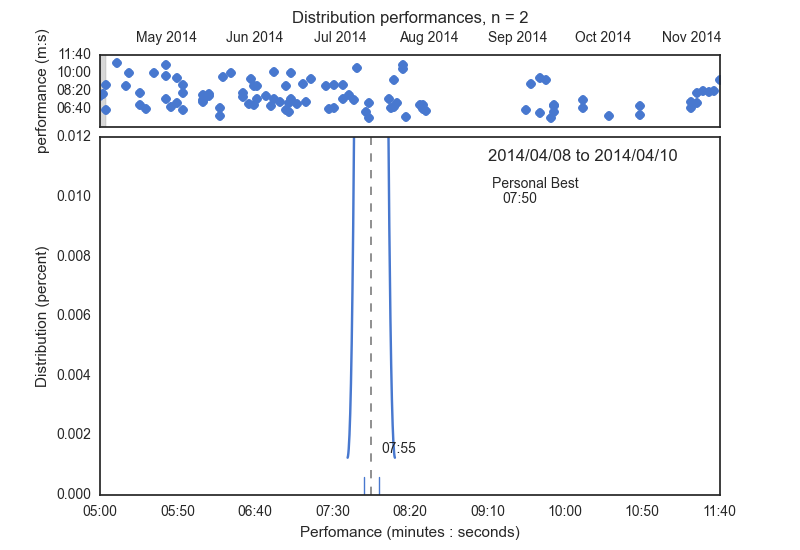 Distribution performances, n = 2
May 2014 Jun 2014 Jul 2014 Aug 2014 Sep 2014 Oct 2014 Nov 2014
performance (m:s)
11:40
10:00
08:20
06:40
Distribution (percent)
0.012
0.010
0.008
0.006
0.004
0.002
0.000
2014/04/08 to 2014/04/10
Personal Best
07:50
07:55
05:00 05:50 06:40 07:30 08:20 09:10 10:00 10:50 11:40
Perfomance (minutes : seconds)